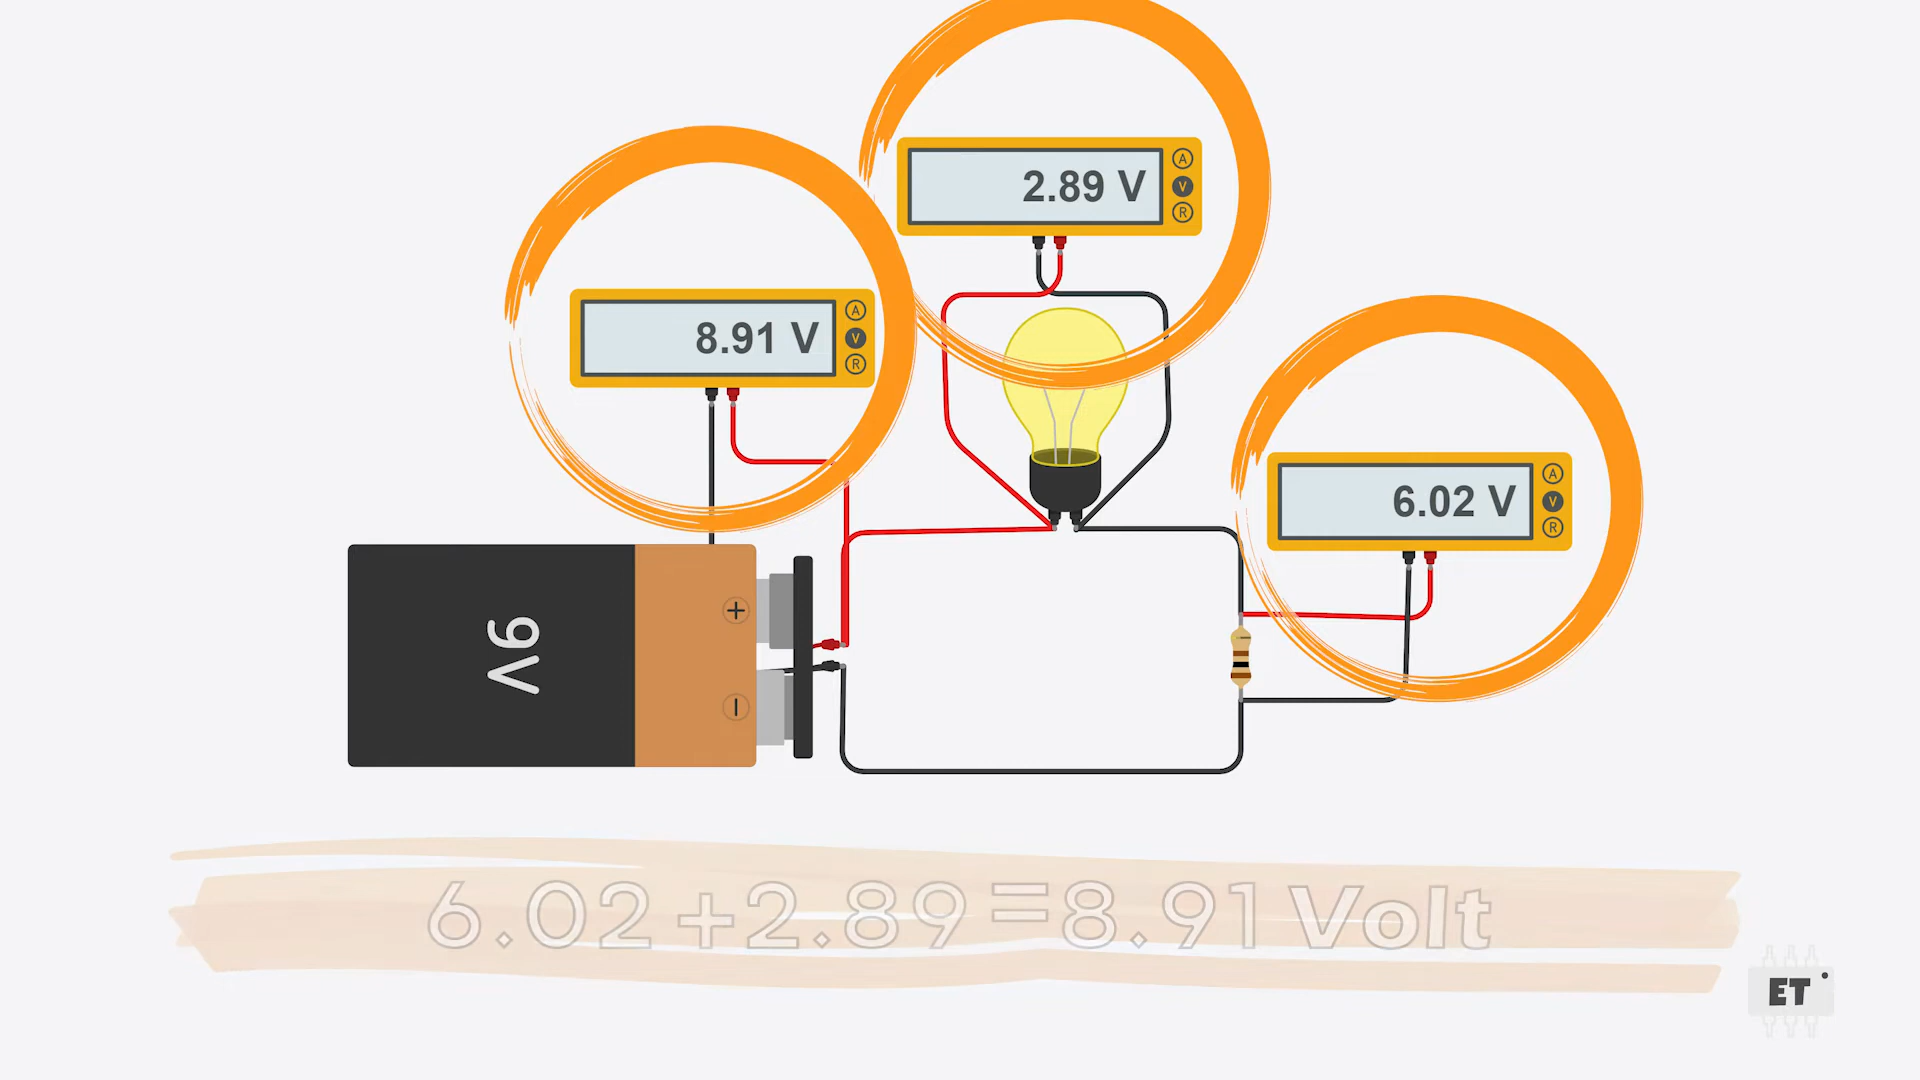 2.89 V
A
V
R
8.91 V
A
V
R
6.02 V
A
V
R
9V
+
−
6.02+2.89=8.91 Volt
ET